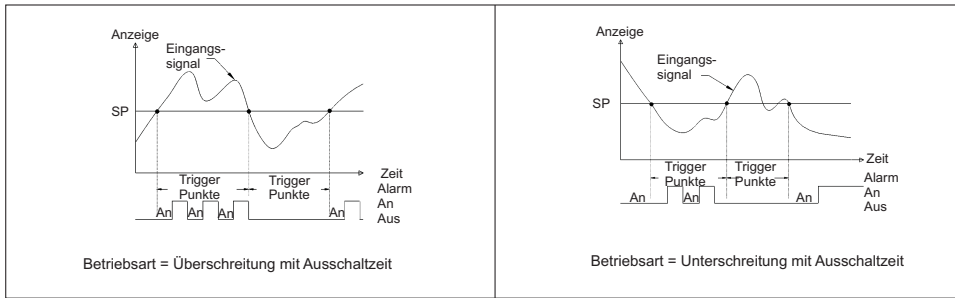 Anzeige
Eingangs-
signal
SP
Zeit
Trigger
Punkte
Trigger
Punkte
Alarm
An
Aus
An
An
An
An
Betriebsart = Überschreitung mit Ausschaltzeit
Anzeige
Eingangs-
signal
SP
Zeit
Trigger
Punkte
Trigger
Punkte
Alarm
An
Aus
An
An
An
Betriebsart = Unterschreitung mit Ausschaltzeit